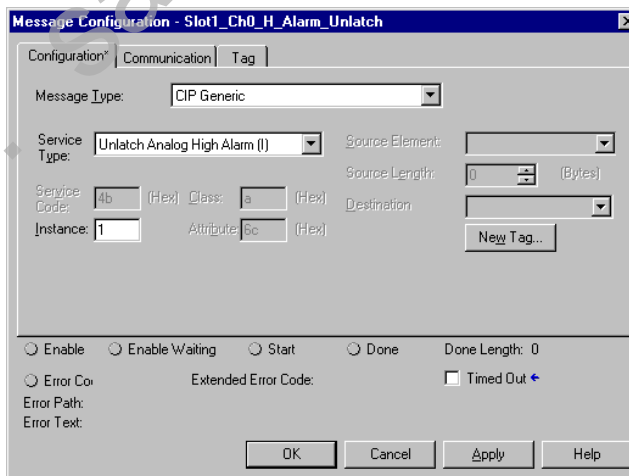 Message Configuration - Slot1_Ch0_H_Alarm_Unlatch
Configuration* Communication Tag
Message Type: CIP Generic
Service Type: Unlatch Analog High Alarm (I) Source Element:
Source Length: 0 (Bytes)
Service Code: 4b (Hex) Class: a (Hex) Destination
Instance: 1 Attribute: 6c (Hex) New Tag...
Enable Enable Waiting Start Done Done Length: 0
Error Co Extended Error Code: Timed Out
Error Path:
Error Text:
OK Cancel Apply Help